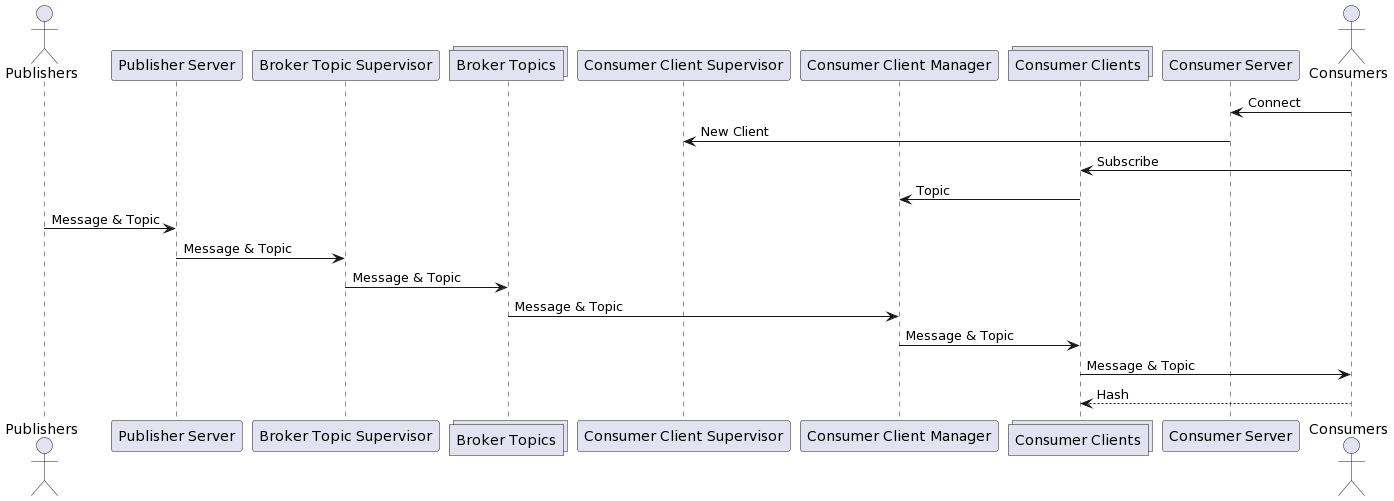 Publishers
Publisher Server
Broker Topic Supervisor
Broker Topics
Consumer Client Supervisor
Consumer Client Manager
Consumer Clients
Consumer Server
Consumers
Connect
New Client
Subscribe
Topic
Message & Topic
Message & Topic
Message & Topic
Message & Topic
Message & Topic
Message & Topic
Hash
Publishers
Publisher Server
Broker Topic Supervisor
Broker Topics
Consumer Client Supervisor
Consumer Client Manager
Consumer Clients
Consumer Server
Consumers